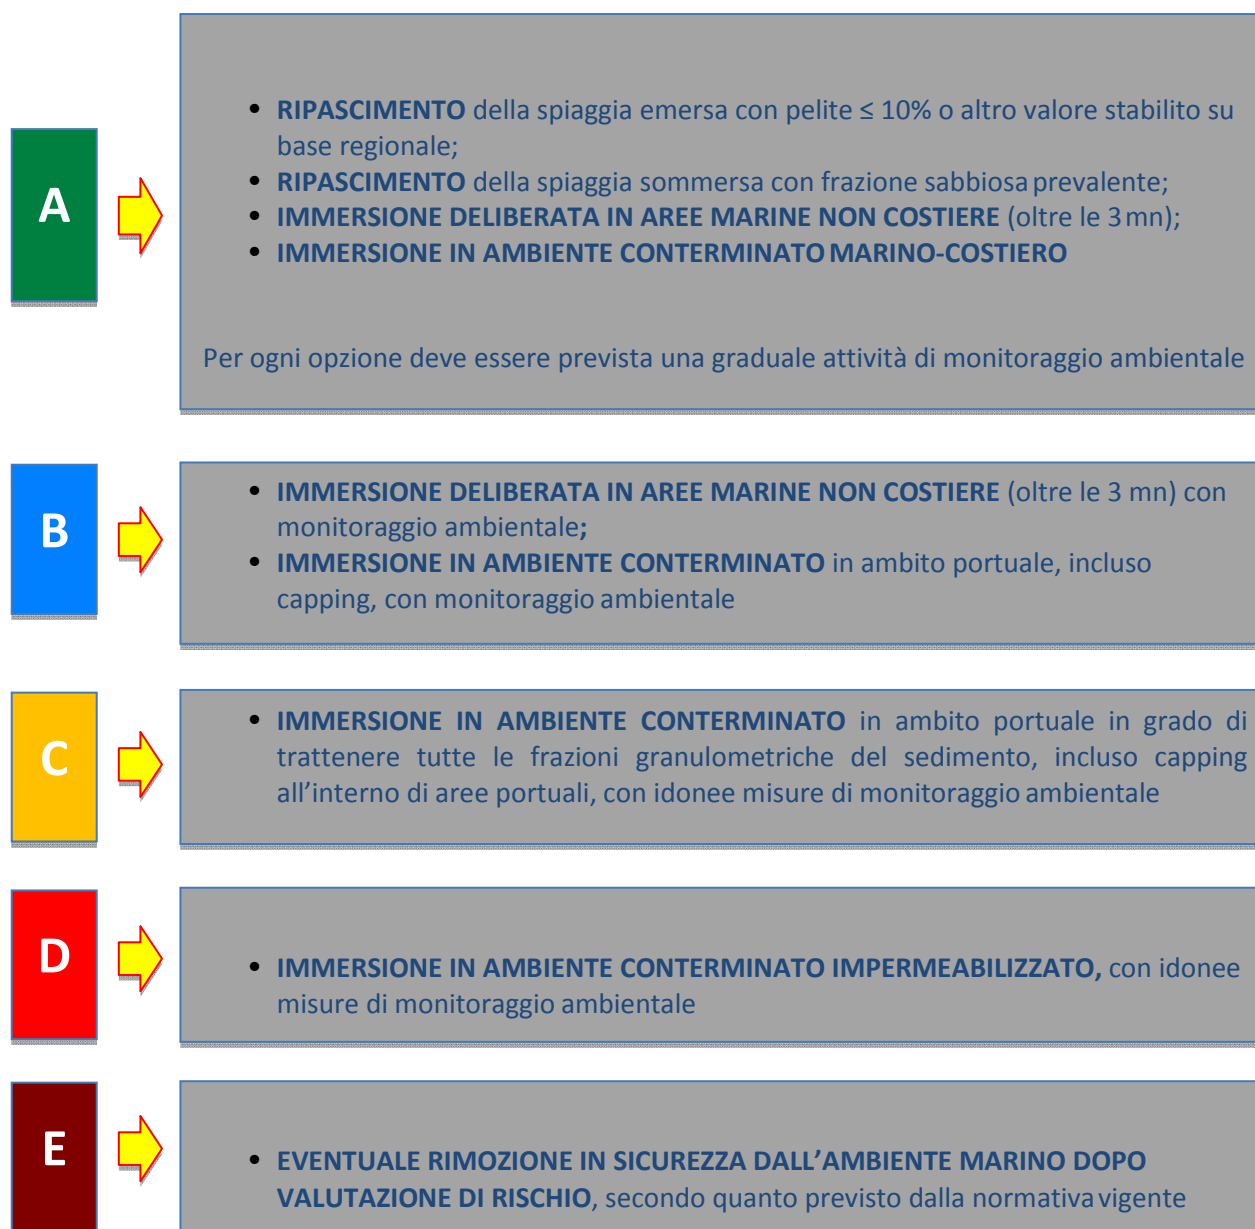 A
• RIPASCIMENTO della spiaggia emersa con pelite ≤ 10% o altro valore stabilito su
base regionale;
• RIPASCIMENTO della spiaggia sommersa con frazione sabbiosa prevalente;
• IMMERSIONE DELIBERATA IN AREE MARINE NON COSTIERE (oltre le 3 mn);
• IMMERSIONE IN AMBIENTE CONTERMINATO MARINO-COSTIERO
Per ogni opzione deve essere prevista una graduale attività di monitoraggio ambientale
B
• IMMERSIONE DELIBERATA IN AREE MARINE NON COSTIERE (oltre le 3 mn) con
monitoraggio ambientale;
• IMMERSIONE IN AMBIENTE CONTERMINATO in ambito portuale, incluso
capping, con monitoraggio ambientale
C
• IMMERSIONE IN AMBIENTE CONTERMINATO in ambito portuale in grado di
trattenere tutte le frazioni granulometriche del sedimento, incluso capping
all’interno di aree portuali, con idonee misure di monitoraggio ambientale
D
• IMMERSIONE IN AMBIENTE CONTERMINATO IMPERMEABILIZZATO, con idonee
misure di monitoraggio ambientale
E
• EVENTUALE RIMOZIONE IN SICUREZZA DALL’AMBIENTE MARINO DOPO
VALUTAZIONE DI RISCHIO, secondo quanto previsto dalla normativa vigente